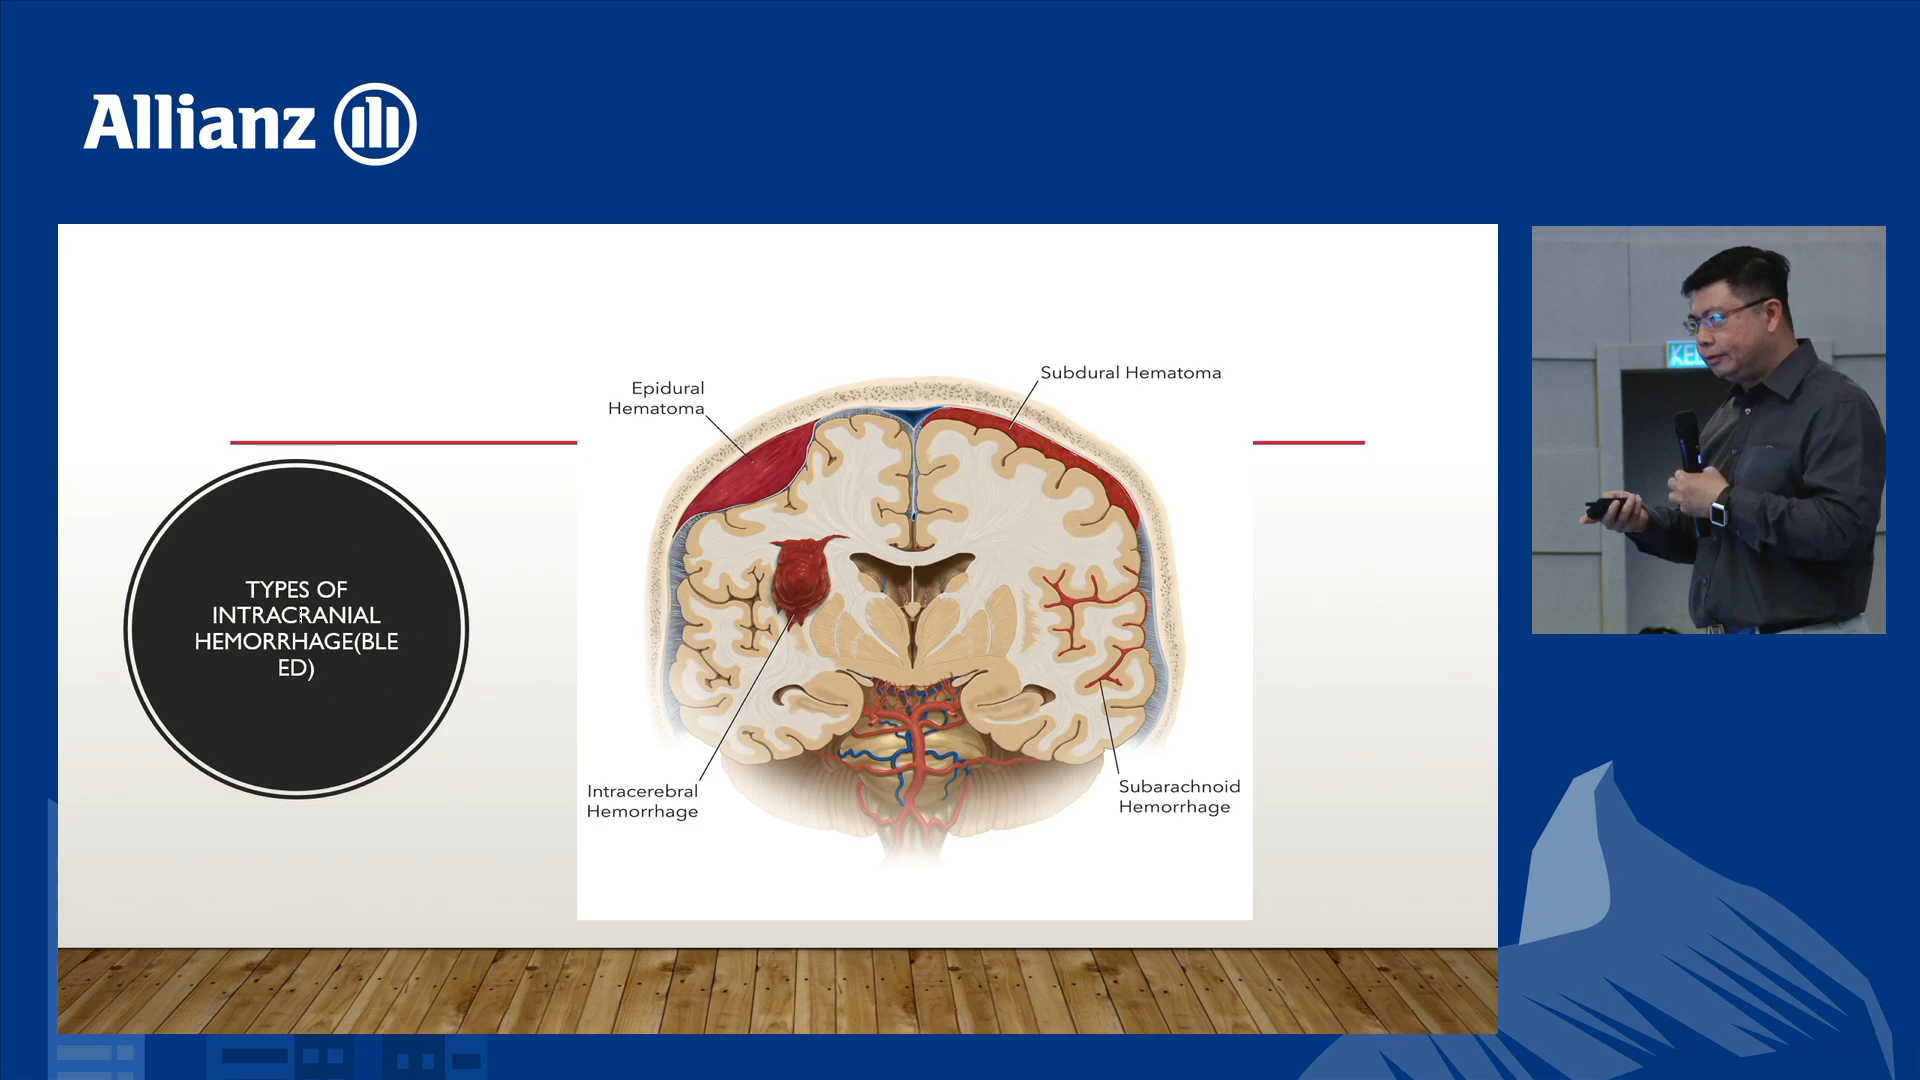 Allianz
Epidural
Hematoma
Subdural Hematoma
TYPES OF
INTRACRANIAL
HEMORRHAGE(BLE
ED)
Intracerebral
Hemorrhage
Subarachnoid
Hemorrhage